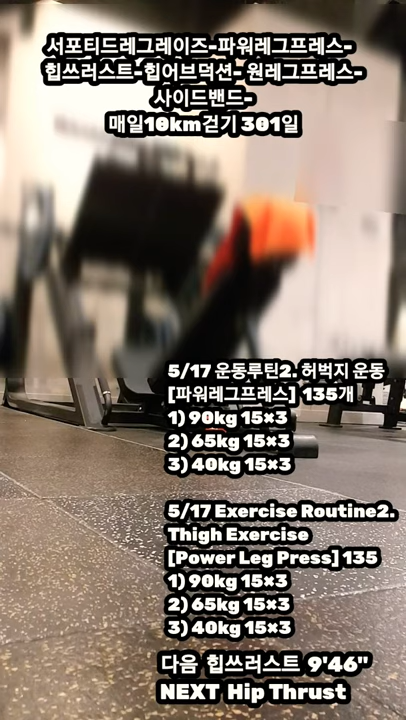 서포티드레그레이즈-파워레그프레스-
힙쓰러스트-힙어브덕션- 원레그프레스-
사이드밴드-
매일10km걷기 301일
5/17 운동루틴2. 허벅지 운동
[파워레그프레스] 135개
1) 90kg 15×3
2) 65kg 15×3
3) 40kg 15×3
5/17 Exercise Routine2.
Thigh Exercise
[Power Leg Press] 135
1) 90kg 15×3
2) 65kg 15×3
3) 40kg 15×3
다음 힙쓰러스트 9'46"
NEXT Hip Thrust